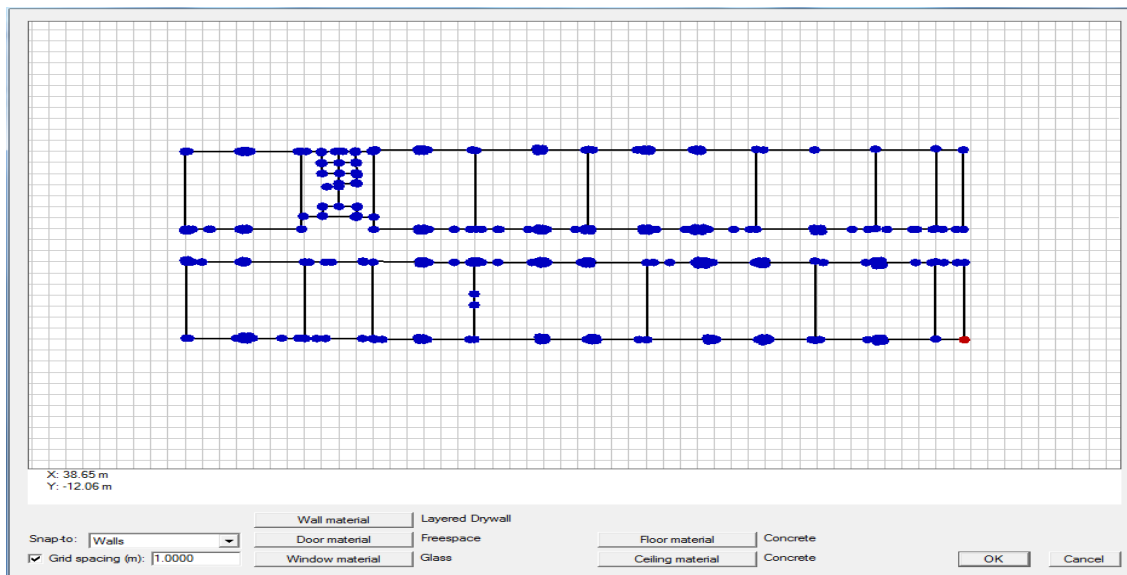 X: 38.65 m
Y: -12.06 m
Wall material Layered Drywall
Snap-to: Walls Door material Freespace Floor material Concrete
Grid spacing (m): 1.0000 Window material Glass Ceiling material Concrete OK Cancel